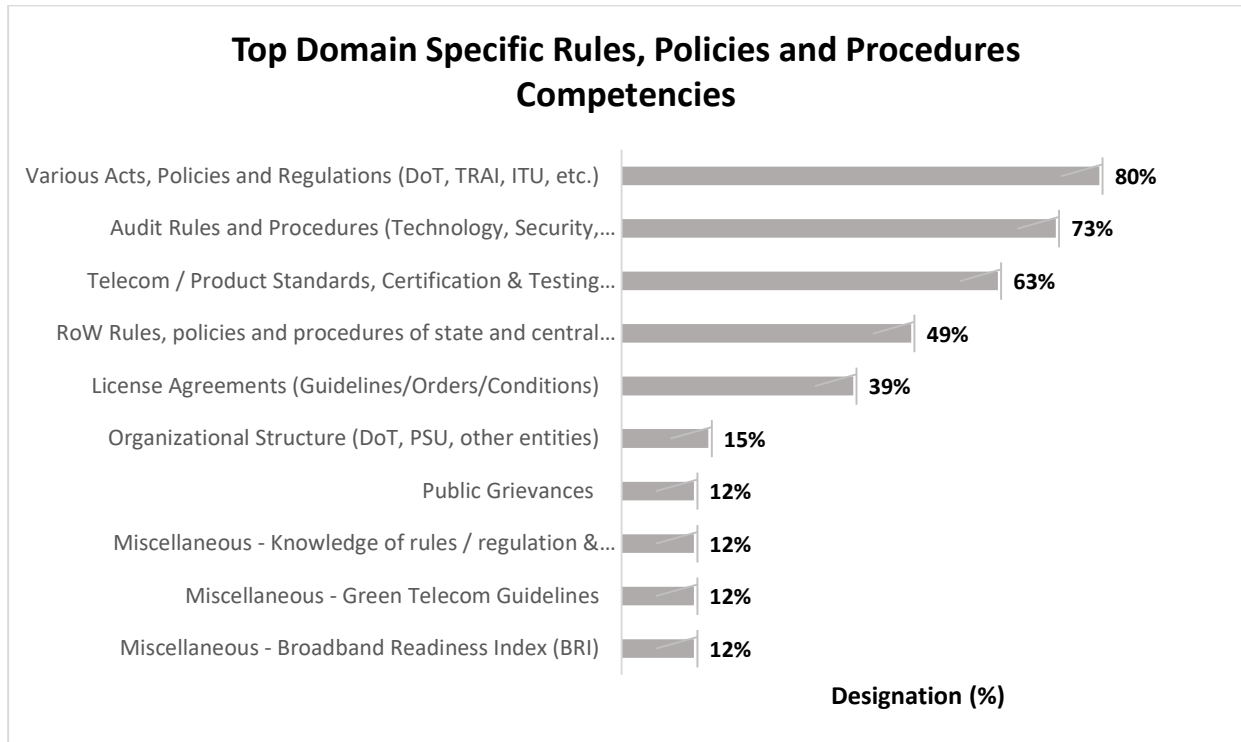 Top Domain Specific Rules, Policies and Procedures
Competencies
Various Acts, Policies and Regulations (DoT, TRAI, ITU, etc.) 80%
Audit Rules and Procedures (Technology, Security,... 73%
Telecom / Product Standards, Certification & Testing... 63%
RoW Rules, policies and procedures of state and central... 49%
License Agreements (Guidelines/Orders/Conditions) 39%
Organizational Structure (DoT, PSU, other entities) 15%
Public Grievances 12%
Miscellaneous - Knowledge of rules / regulation &... 12%
Miscellaneous - Green Telecom Guidelines 12%
Miscellaneous - Broadband Readiness Index (BRI) 12%
Designation (%)